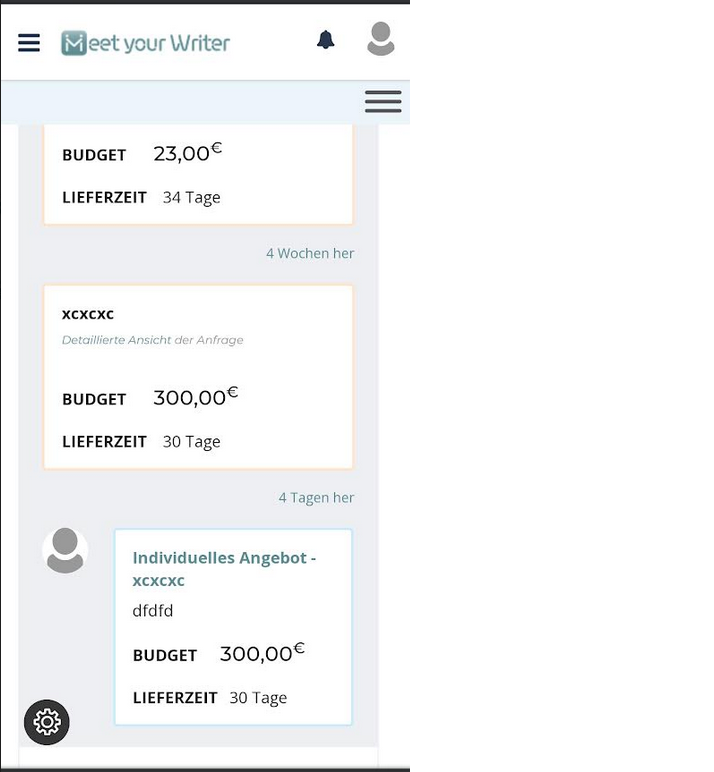 Meet your Writer
BUDGET 23,00€
LIEFERZEIT 34 Tage
4 Wochen her
xcxcxc
Detaillierte Ansicht der Anfrage
BUDGET 300,00€
LIEFERZEIT 30 Tage
4 Tagen her
Individuelles Angebot -
xcxcxc
dfdfd
BUDGET 300,00€
LIEFERZEIT 30 Tage